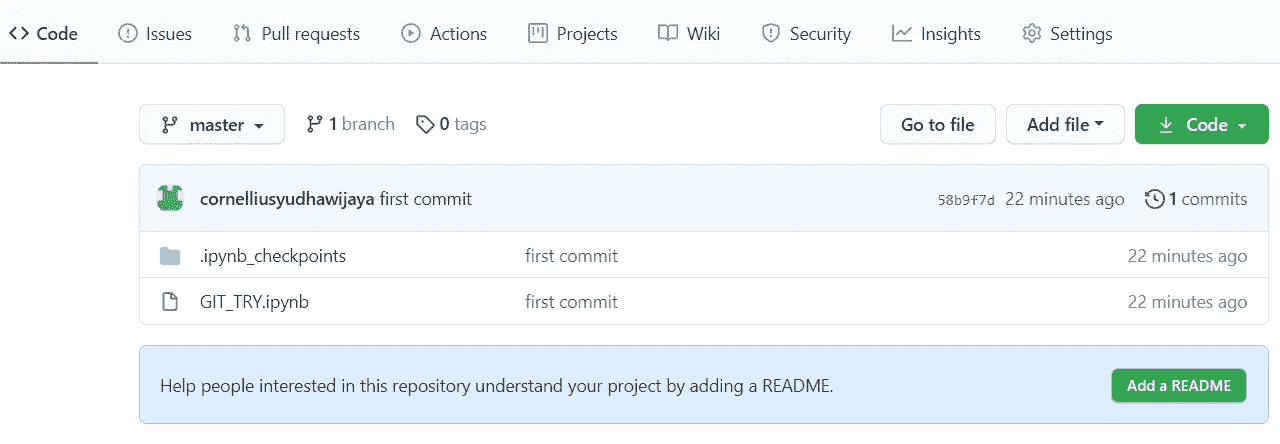 Code Issues Pull requests Actions Projects Wiki Security Insights Settings
master 1 branch 0 tags Go to file Add file Code
cornelliusyudhawijaya first commit 58b9f7d 22 minutes ago 1 commits
.ipynb_checkpoints first commit 22 minutes ago
GIT_TRY.ipynb first commit 22 minutes ago
Help people interested in this repository understand your project by adding a README. Add a README